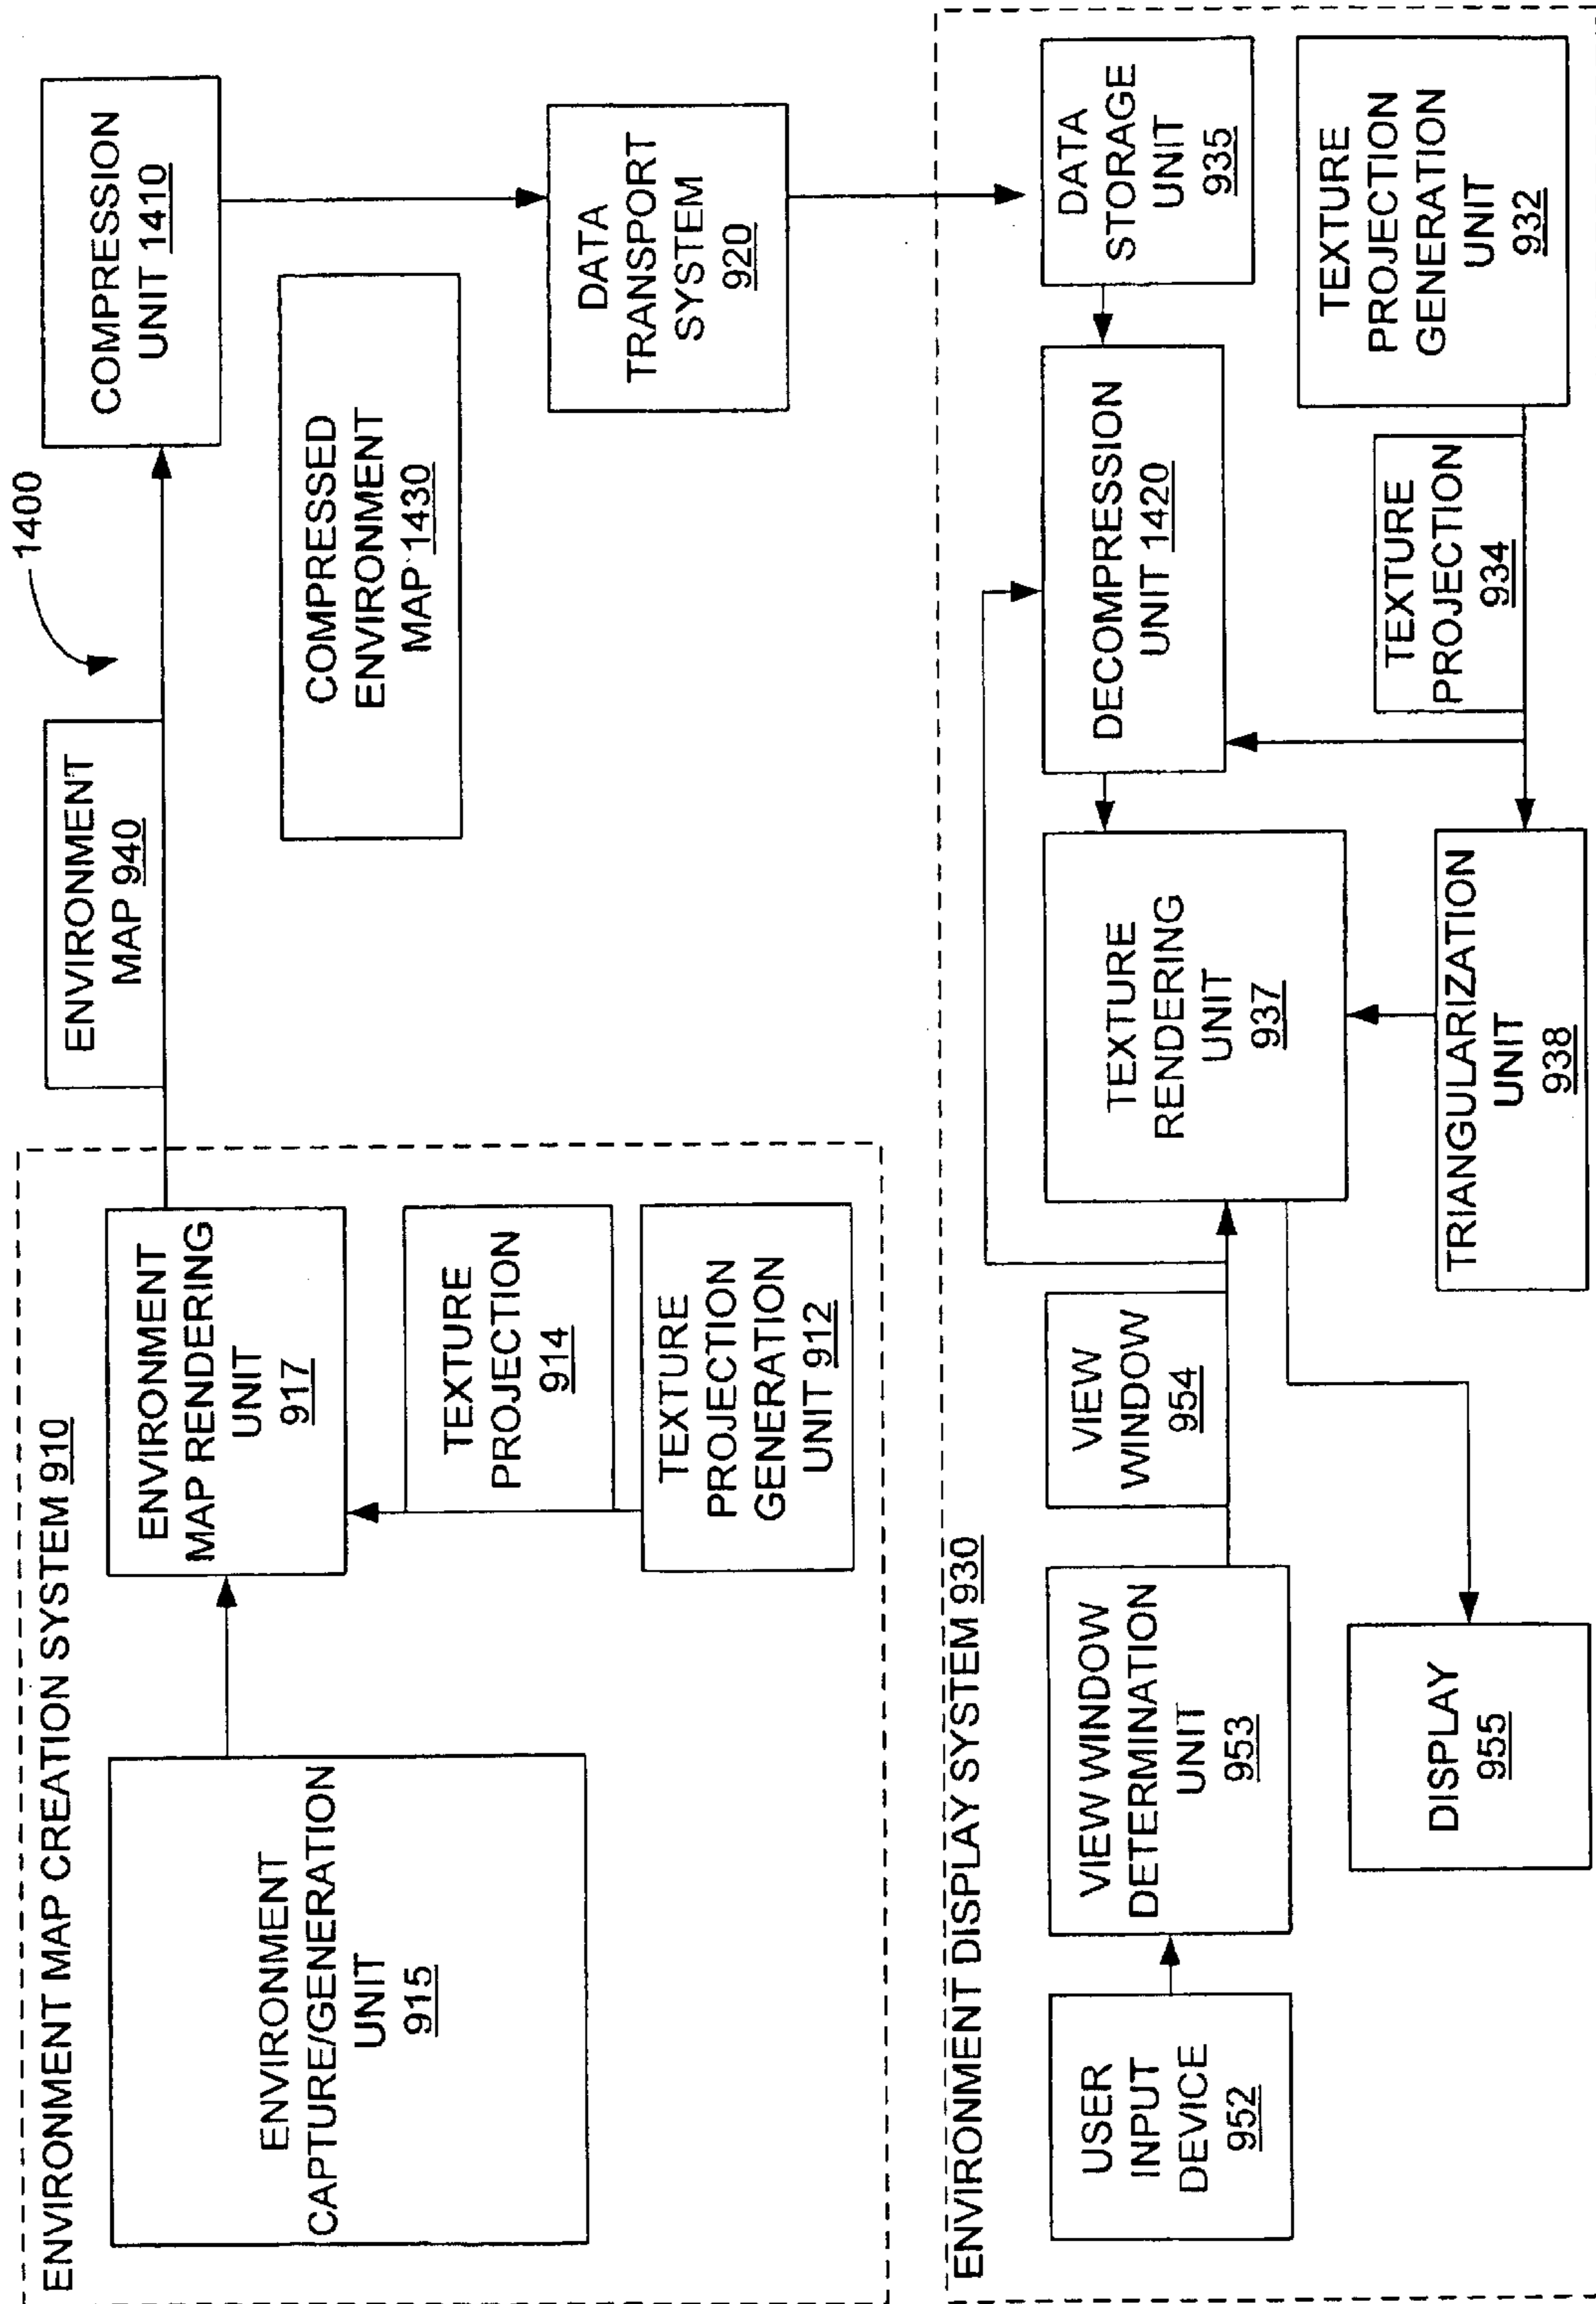 1400
ENVIRONMENT MAP CREATION SYSTEM 910
ENVIRONMENT
CAPTURE/GENERATION
UNIT
915
ENVIRONMENT
MAP RENDERING
UNIT
917
TEXTURE
PROJECTION
914
TEXTURE
PROJECTION
GENERATION
UNIT 912
ENVIRONMENT
MAP 940
COMPRESSION
UNIT 1410
COMPRESSED
ENVIRONMENT
MAP 1430
DATA
TRANSPORT
SYSTEM
920
ENVIRONMENT DISPLAY SYSTEM 930
USER
INPUT
DEVICE
952
VIEW WINDOW
DETERMINATION
UNIT
953
VIEW
WINDOW
954
DISPLAY
955
TEXTURE
RENDERING
UNIT
937
TRIANGULARIZATION
UNIT
938
DECOMPRESSION
UNIT 1420
TEXTURE
PROJECTION
934
DATA
STORAGE
UNIT
935
TEXTURE
PROJECTION
GENERATION
UNIT
932